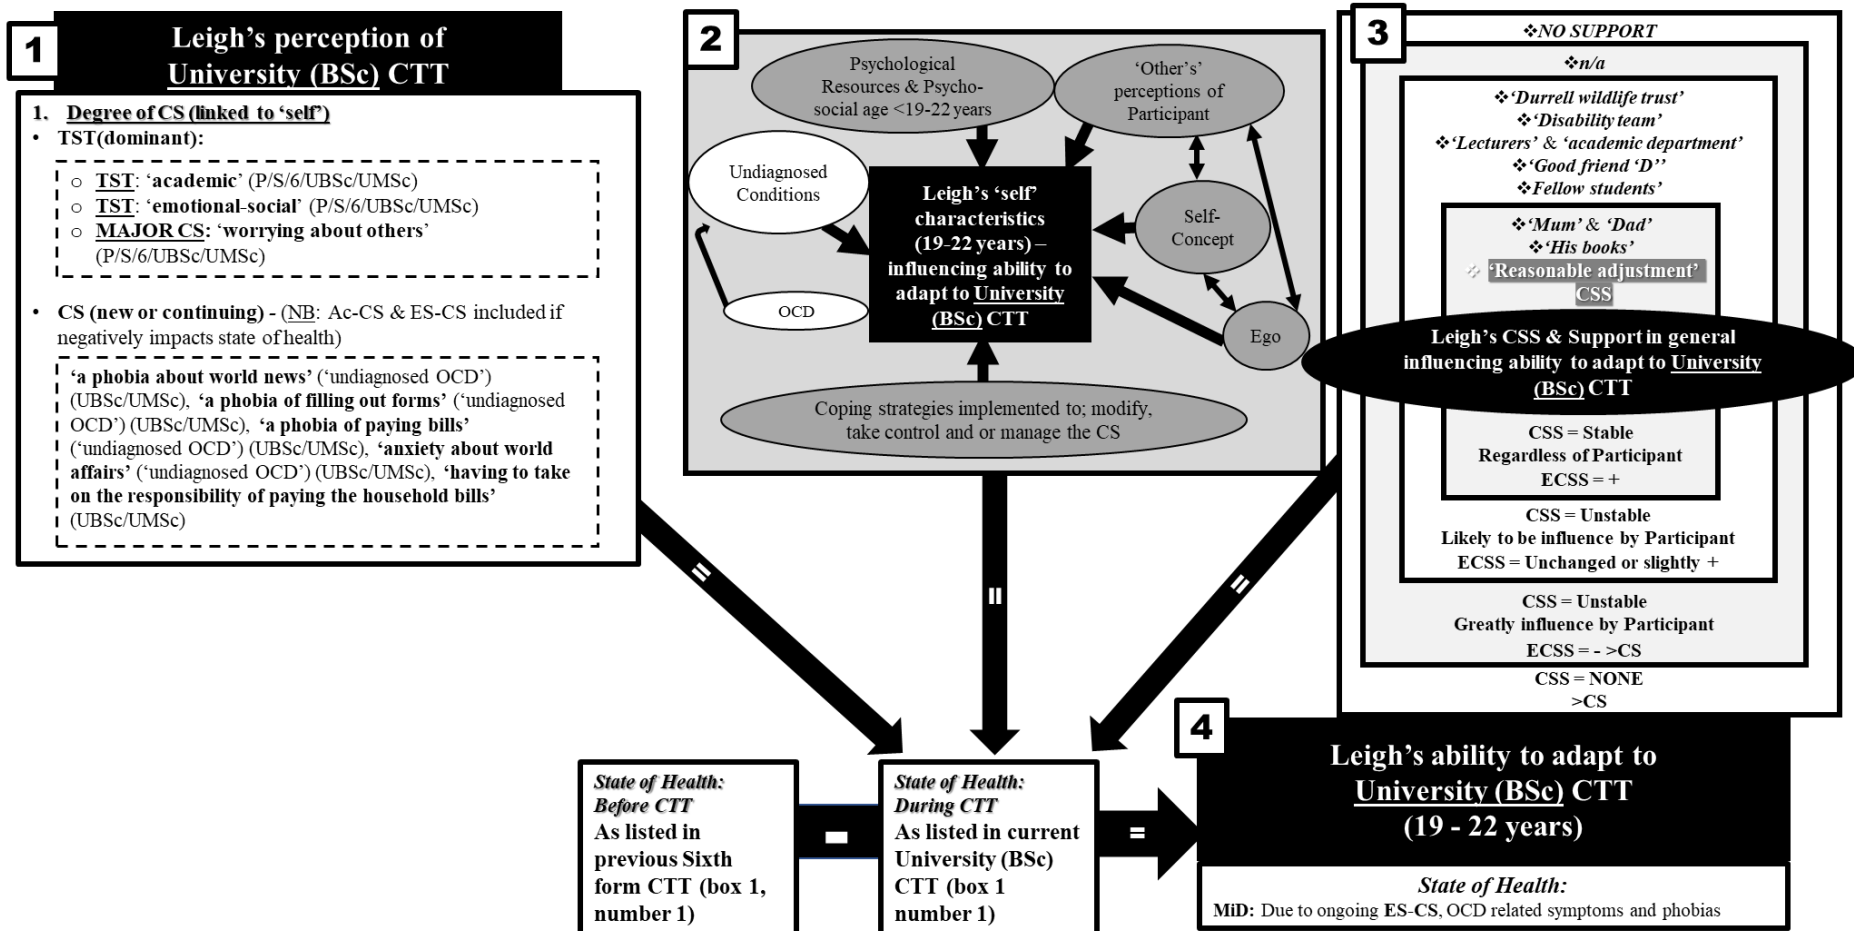 1
Leigh’s perception of
University (BSc) CTT
1. Degree of CS (linked to ‘self’)
• TST(dominant):
o TST: ‘academic’ (P/S/6/UBSc/UMSc)
o TST: ‘emotional-social’ (P/S/6/UBSc/UMSc)
o MAJOR CS: ‘worrying about others’
(P/S/6/UBSc/UMSc)
• CS (new or continuing) - (NB: Ac-CS & ES-CS included if
negatively impacts state of health)
‘a phobia about world news’ (‘undiagnosed OCD’)
(UBSc/UMSc), ‘a phobia of filling out forms’ (‘undiagnosed
OCD’) (UBSc/UMSc), ‘a phobia of paying bills’
(‘undiagnosed OCD’) (UBSc/UMSc), ‘anxiety about world
affairs’ (‘undiagnosed OCD’) (UBSc/UMSc), ‘having to take
on the responsibility of paying the household bills’
(UBSc/UMSc)
2
Psychological
Resources & Psycho-
social age <19-22 years
‘Other’s’
perceptions of
Participant
Undiagnosed
Conditions
OCD
Leigh’s ‘self’
characteristics
(19-22 years) –
influencing ability to
adapt to University
(BSc) CTT
Self-
Concept
Ego
Coping strategies implemented to; modify,
take control and or manage the CS
3
❖NO SUPPORT
❖n/a
❖‘Durrell wildlife trust’
❖‘Disability team’
❖‘Lecturers’ & ‘academic department’
❖‘Good friend ‘D’’
❖Fellow students’
❖‘Mum’ & ‘Dad’
❖‘His books’
❖ ‘Reasonable adjustment’
CSS
Leigh’s CSS & Support in general
influencing ability to adapt to University
(BSc) CTT
CSS = Stable
Regardless of Participant
ECSS = +
CSS = Unstable
Likely to be influence by Participant
ECSS = Unchanged or slightly +
CSS = Unstable
Greatly influence by Participant
ECSS = - >CS
CSS = NONE
>CS
=
=
=
State of Health:
Before CTT
As listed in
previous Sixth
form CTT (box 1,
number 1)
-
State of Health:
During CTT
As listed in current
University (BSc)
CTT (box 1
number 1)
=
4
Leigh’s ability to adapt to
University (BSc) CTT
(19 - 22 years)
State of Health:
MiD: Due to ongoing ES-CS, OCD related symptoms and phobias